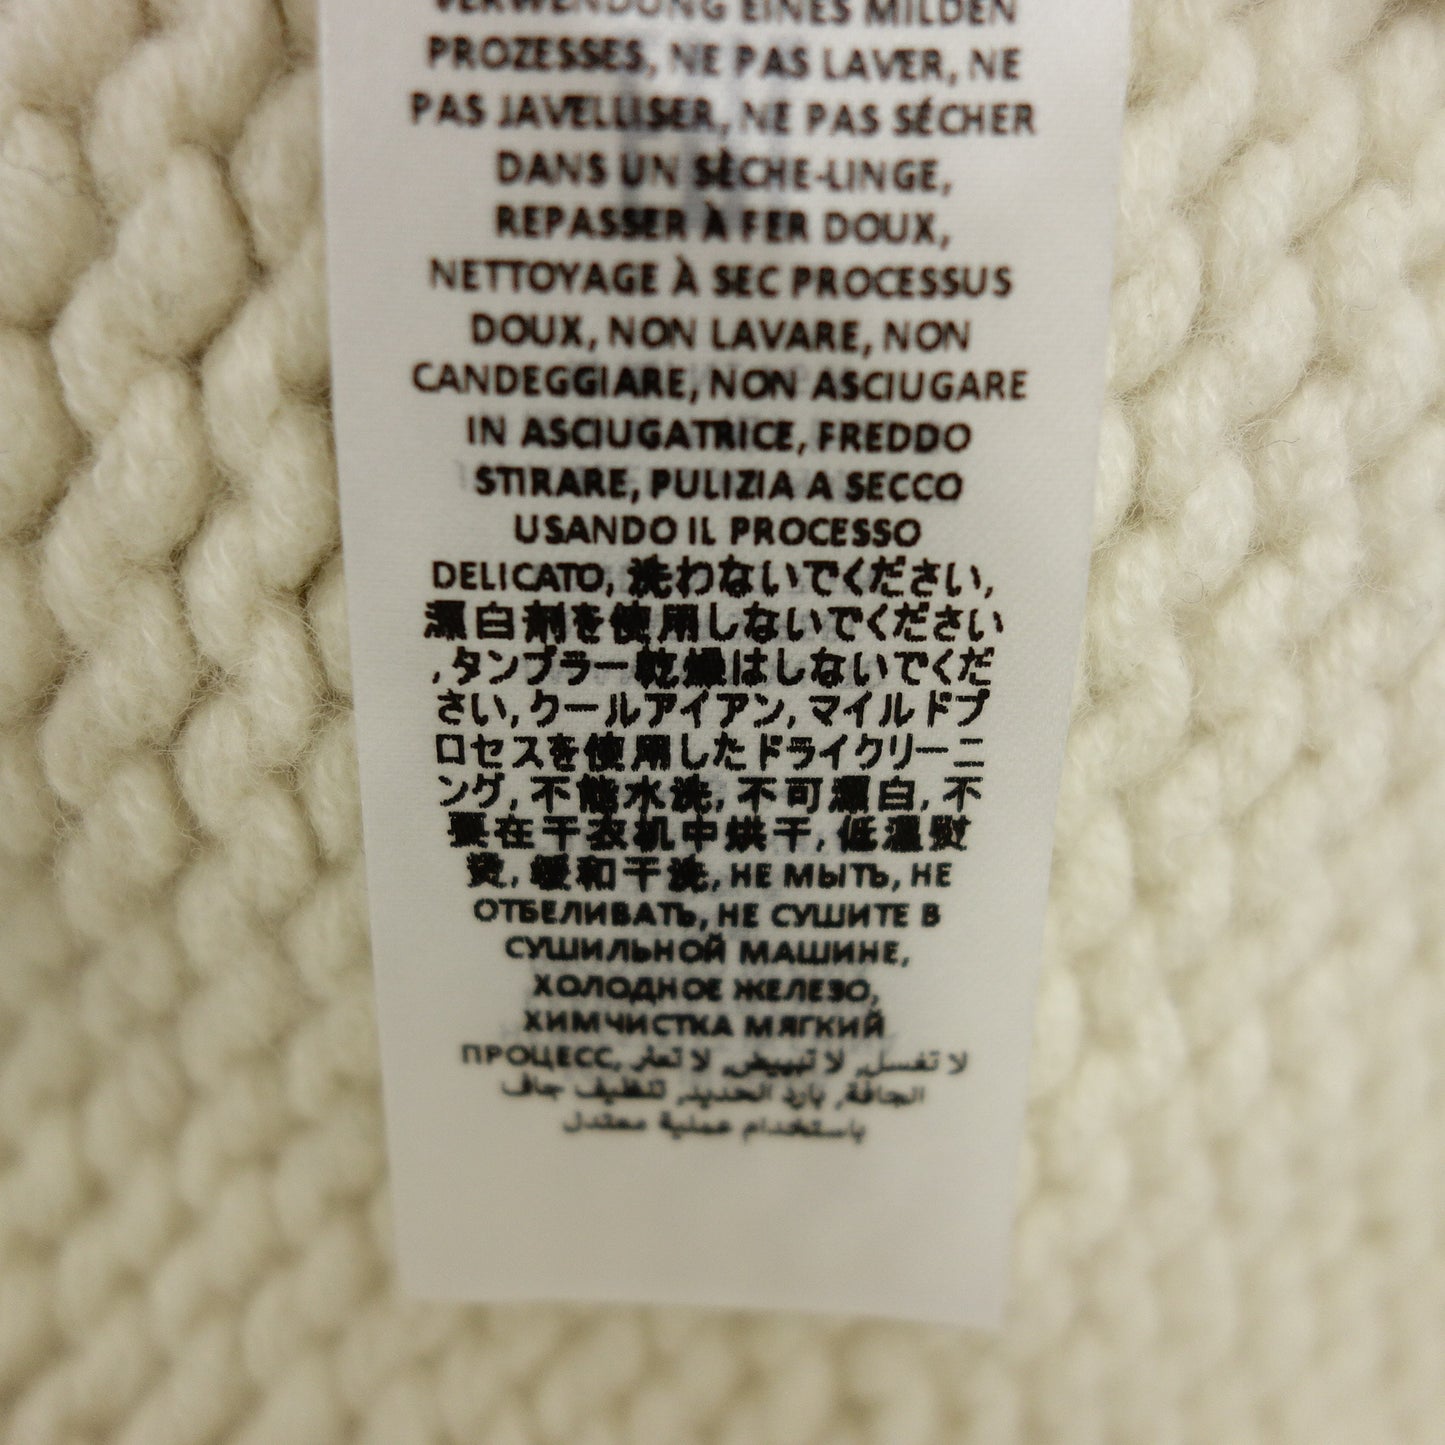 VERWENDUNG EINES MILDEN
PROZESSES, NE PAS LAVER, NE
PAS JAVELLISER, NE PAS SÉCHER
DANS UN SÈCHE-LINGE,
REPASSER À FER DOUX,
NETTOYAGE À SEC PROCESSUS
DOUX, NON LAVARE, NON
CANDEGGIARE, NON ASCIUGARE
IN ASCIUGATRICE, FREDDO
STIRARE, PULIZIA A SECCO
USANDO IL PROCESSO
DELICATO, 洗わないでください,
漂白剤を使用しないでください
,タンブラー乾燥はしないでくだ
さい,クールアイアン,マイルドプ
ロセスを使用したドライクリーニ
ング,不能水洗,不可漂白,不
要在干衣机中烘干,低温熨
烫,缓和干洗,НЕ МЫТЬ, НЕ
ОТБЕЛИВАТЬ, НЕ СУШИТЕ В
СУШИЛЬНОЙ МАШИНЕ,
ХОЛОДНОЕ ЖЕЛЕЗО,
ХИМЧИСТКА МЯГКИЙ
ПРОЦЕСС, لا تغسل, لا تبييض, لا تعثر
الجافة, بارد الحديد, تنظيف جاف
باستخدام عملية معتدل